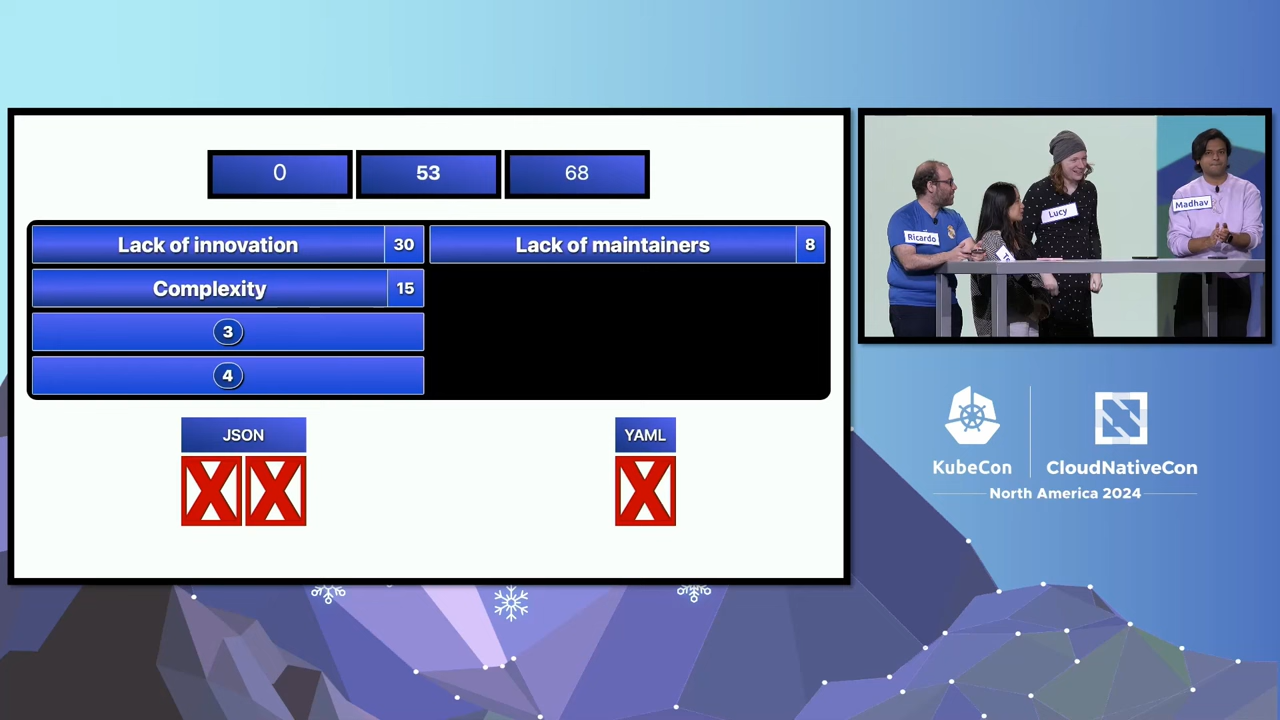 0
53
68
Lack of innovation 30
Lack of maintainers 8
Complexity 15
3
4
JSON
YAML
X X
X
Ricardo
Lucy
Madhav
KubeCon
CloudNativeCon
North America 2024